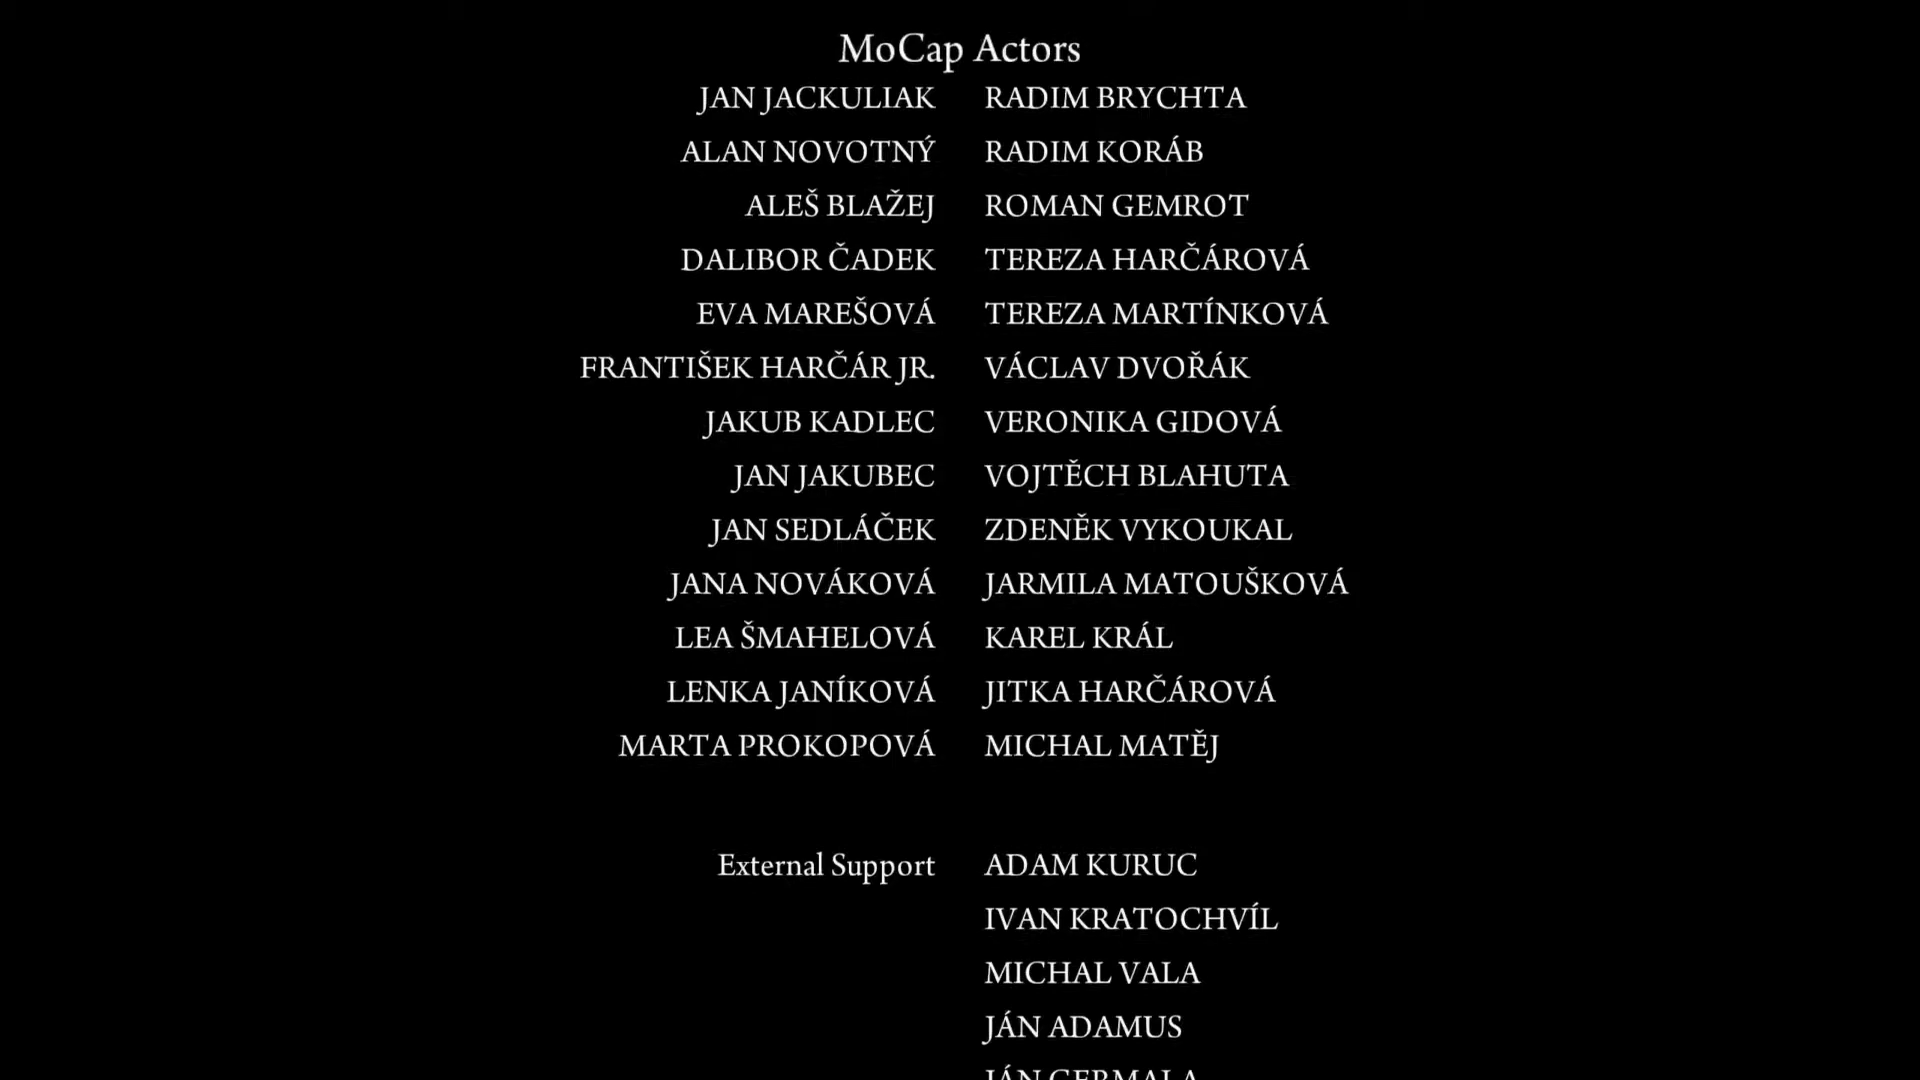 MoCap Actors
JAN JACKULIAK RADIM BRYCHTA
ALAN NOVOTNÝ RADIM KORÁB
ALEŠ BLAŽEJ ROMAN GEMROT
DALIBOR ČADEK TEREZA HARČÁROVÁ
EVA MAREŠOVÁ TEREZA MARTÍNKOVÁ
FRANTIŠEK HARČÁR JR. VÁCLAV DVOŘÁK
JAKUB KADLEC VERONIKA GIDOVÁ
JAN JAKUBEC VOJTĚCH BLAHUTA
JAN SEDLÁČEK ZDENĚK VYKOUKAL
JANA NOVÁKOVÁ JARMILA MATOUŠKOVÁ
LEA ŠMAHELOVÁ KAREL KRÁL
LENKA JANÍKOVÁ JITKA HARČÁROVÁ
MARTA PROKOPOVÁ MICHAL MATĚJ
External Support ADAM KURUC
IVAN KRATOCHVÍL
MICHAL VALA
JÁN ADAMUS
JÁN GERMALA